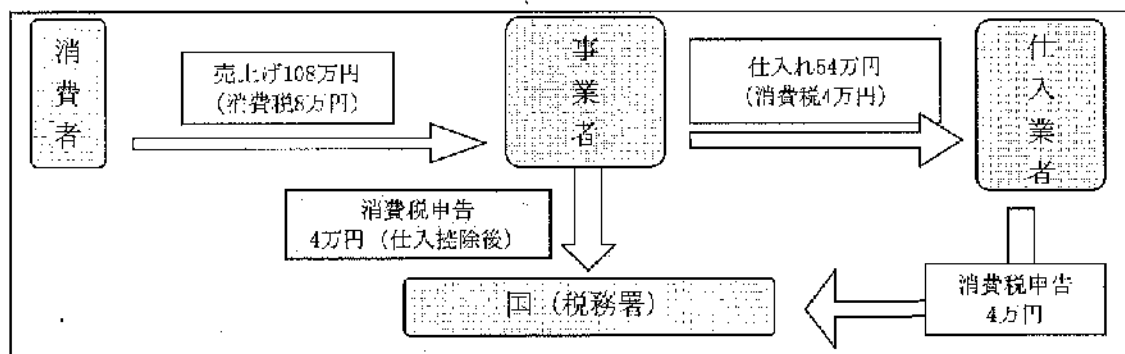 消費者
売上げ108万円
(消費税8万円)
事業者
仕入れ54万円
(消費税4万円)
仕入業者
消費税申告
4万円(仕入控除後)
国(税務署)
消費税申告
4万円